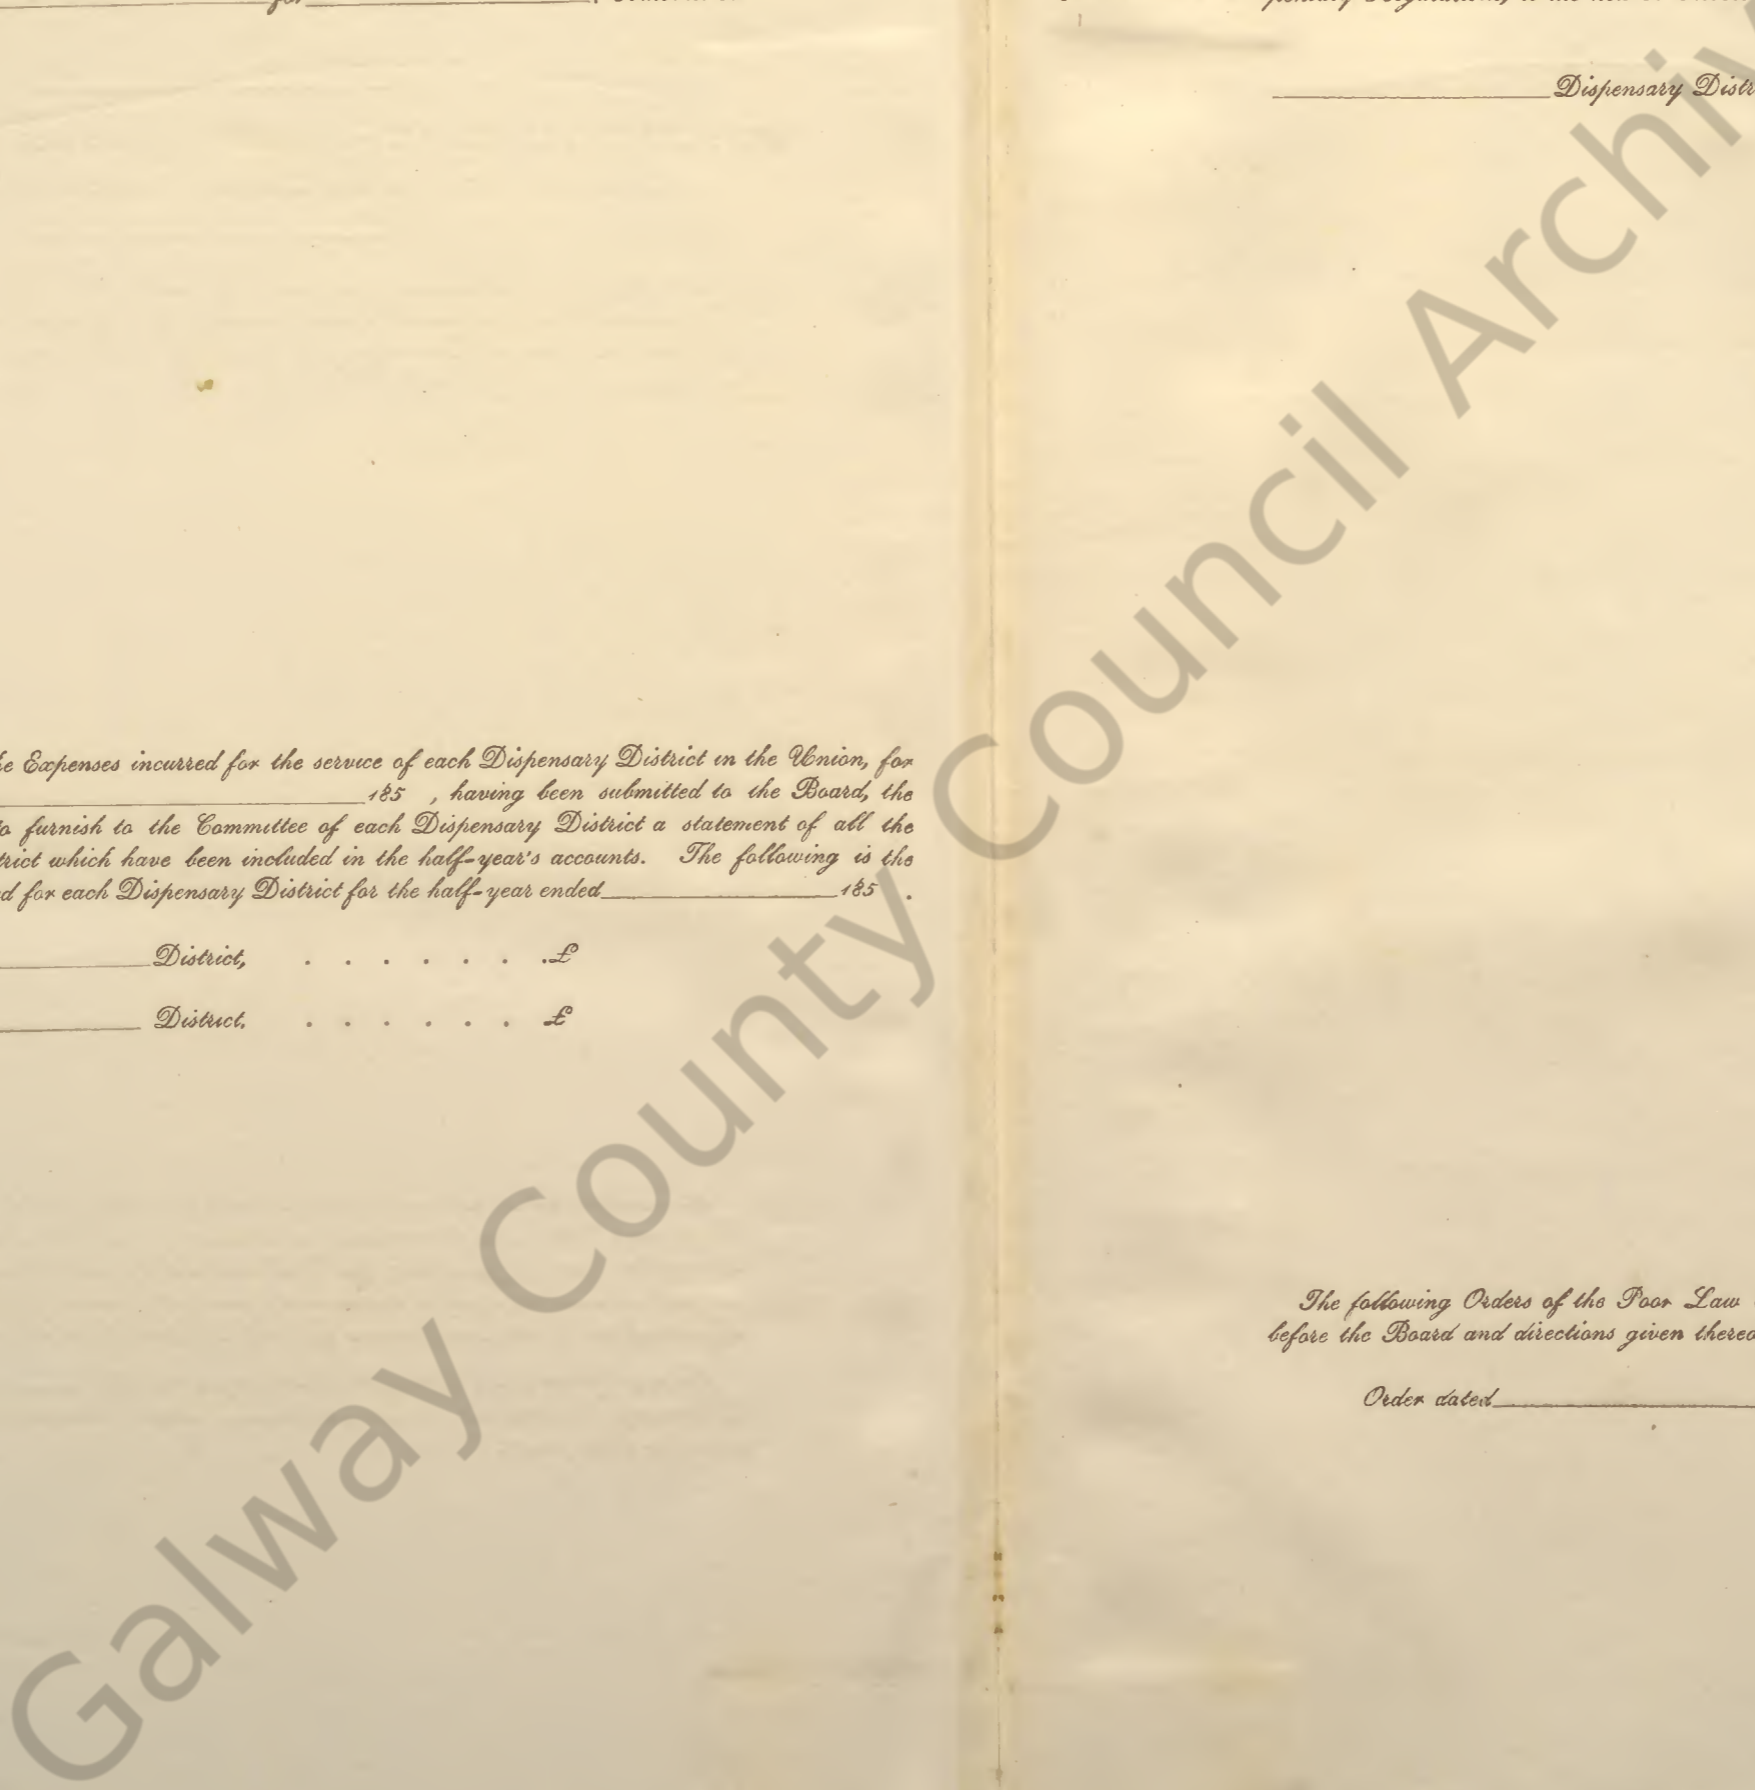 for
he Expenses incurred for the service of each Dispensary District in the Union, for
185 , having been submitted to the Board, the
to furnish to the Committee of each Dispensary District a statement of all the
trict which have been included in the half-year's accounts. The following is the
d for each Dispensary District for the half-year ended 185 .
District, . . . . . . . £
District. . . . . . . £
Dispensary Distr
The following Orders of the Poor Law
before the Board and directions given thereo
Order dated
Galway County Council Archiv